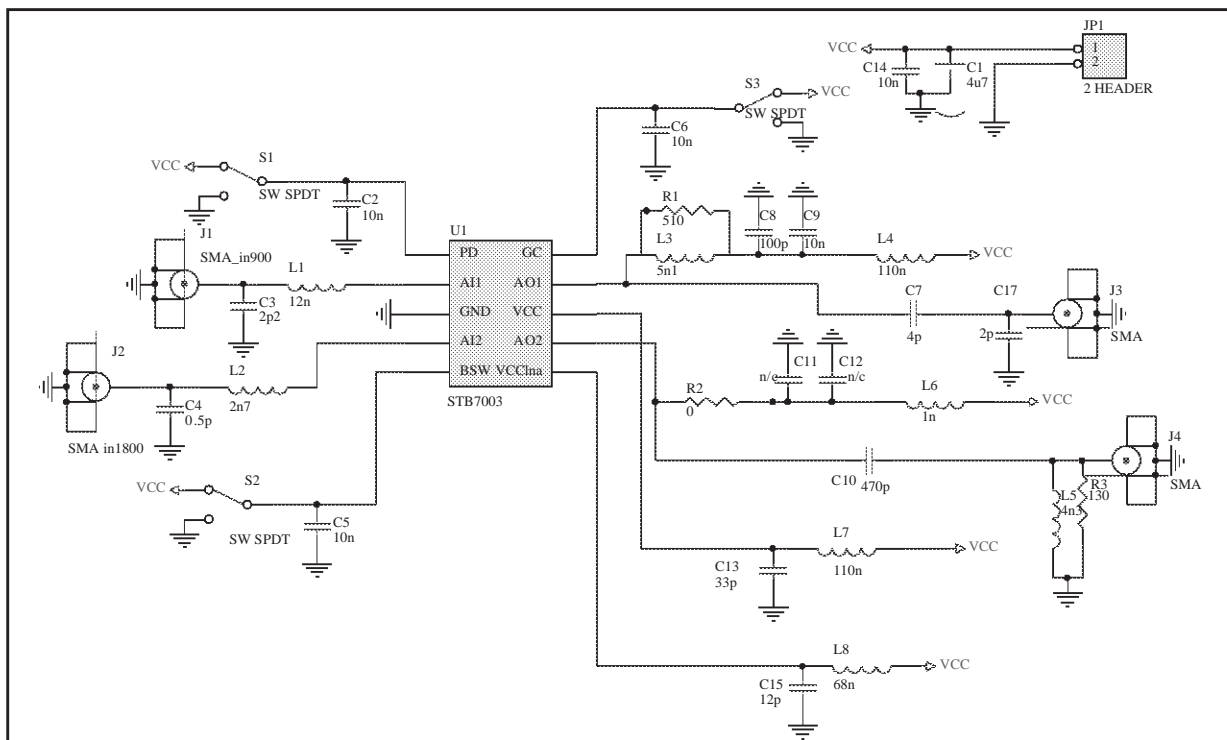 JP1
VCC
1
2
C14
10n
C1
4u7
2 HEADER
S3
VCC
SW SPDT
C6
10n
VCC
S1
SW SPDT
C2
10n
R1
510
C8
100p
C9
10n
L3
5n1
L4
110n
VCC
J1
SMA_in900
L1
12n
C3
2p2
U1
PD GC
AI1 AO1
GND VCC
AI2 AO2
BSW VCClna
STB7003
C7
4p
C17
2p
J3
SMA
J2
L2
2n7
C4
0.5p
SMA in1800
C11
n/c
C12
n/c
R2
0
L6
1n
VCC
J4
SMA
C10
470p
L5
4n3
R3
130
VCC
S2
SW SPDT
C5
10n
L7
110n
VCC
C13
33p
L8
68n
VCC
C15
12p